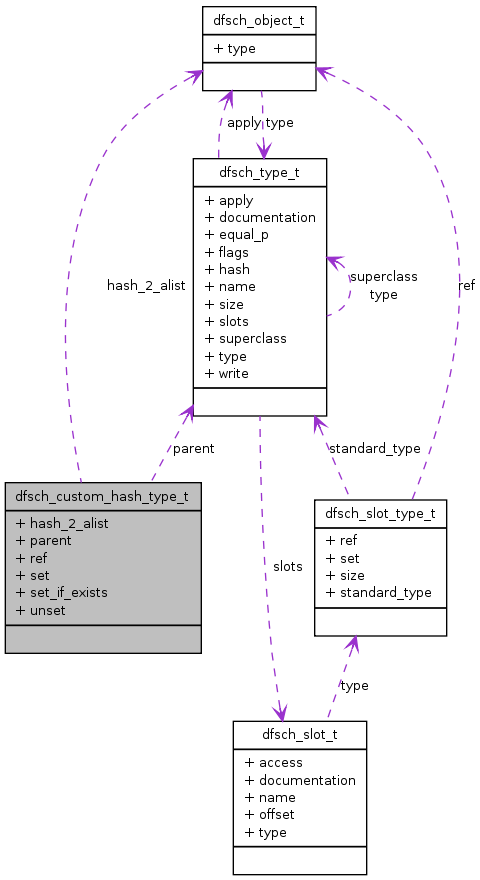 dfsch_object_t
+ type
apply type
dfsch_type_t
+ apply
+ documentation
+ equal_p
+ flags
+ hash
+ name
+ size
+ slots
+ superclass
+ type
+ write
superclass
type
hash_2_alist
ref
parent
standard_type
dfsch_custom_hash_type_t
+ hash_2_alist
+ parent
+ ref
+ set
+ set_if_exists
+ unset
dfsch_slot_type_t
+ ref
+ set
+ size
+ standard_type
slots
type
dfsch_slot_t
+ access
+ documentation
+ name
+ offset
+ type